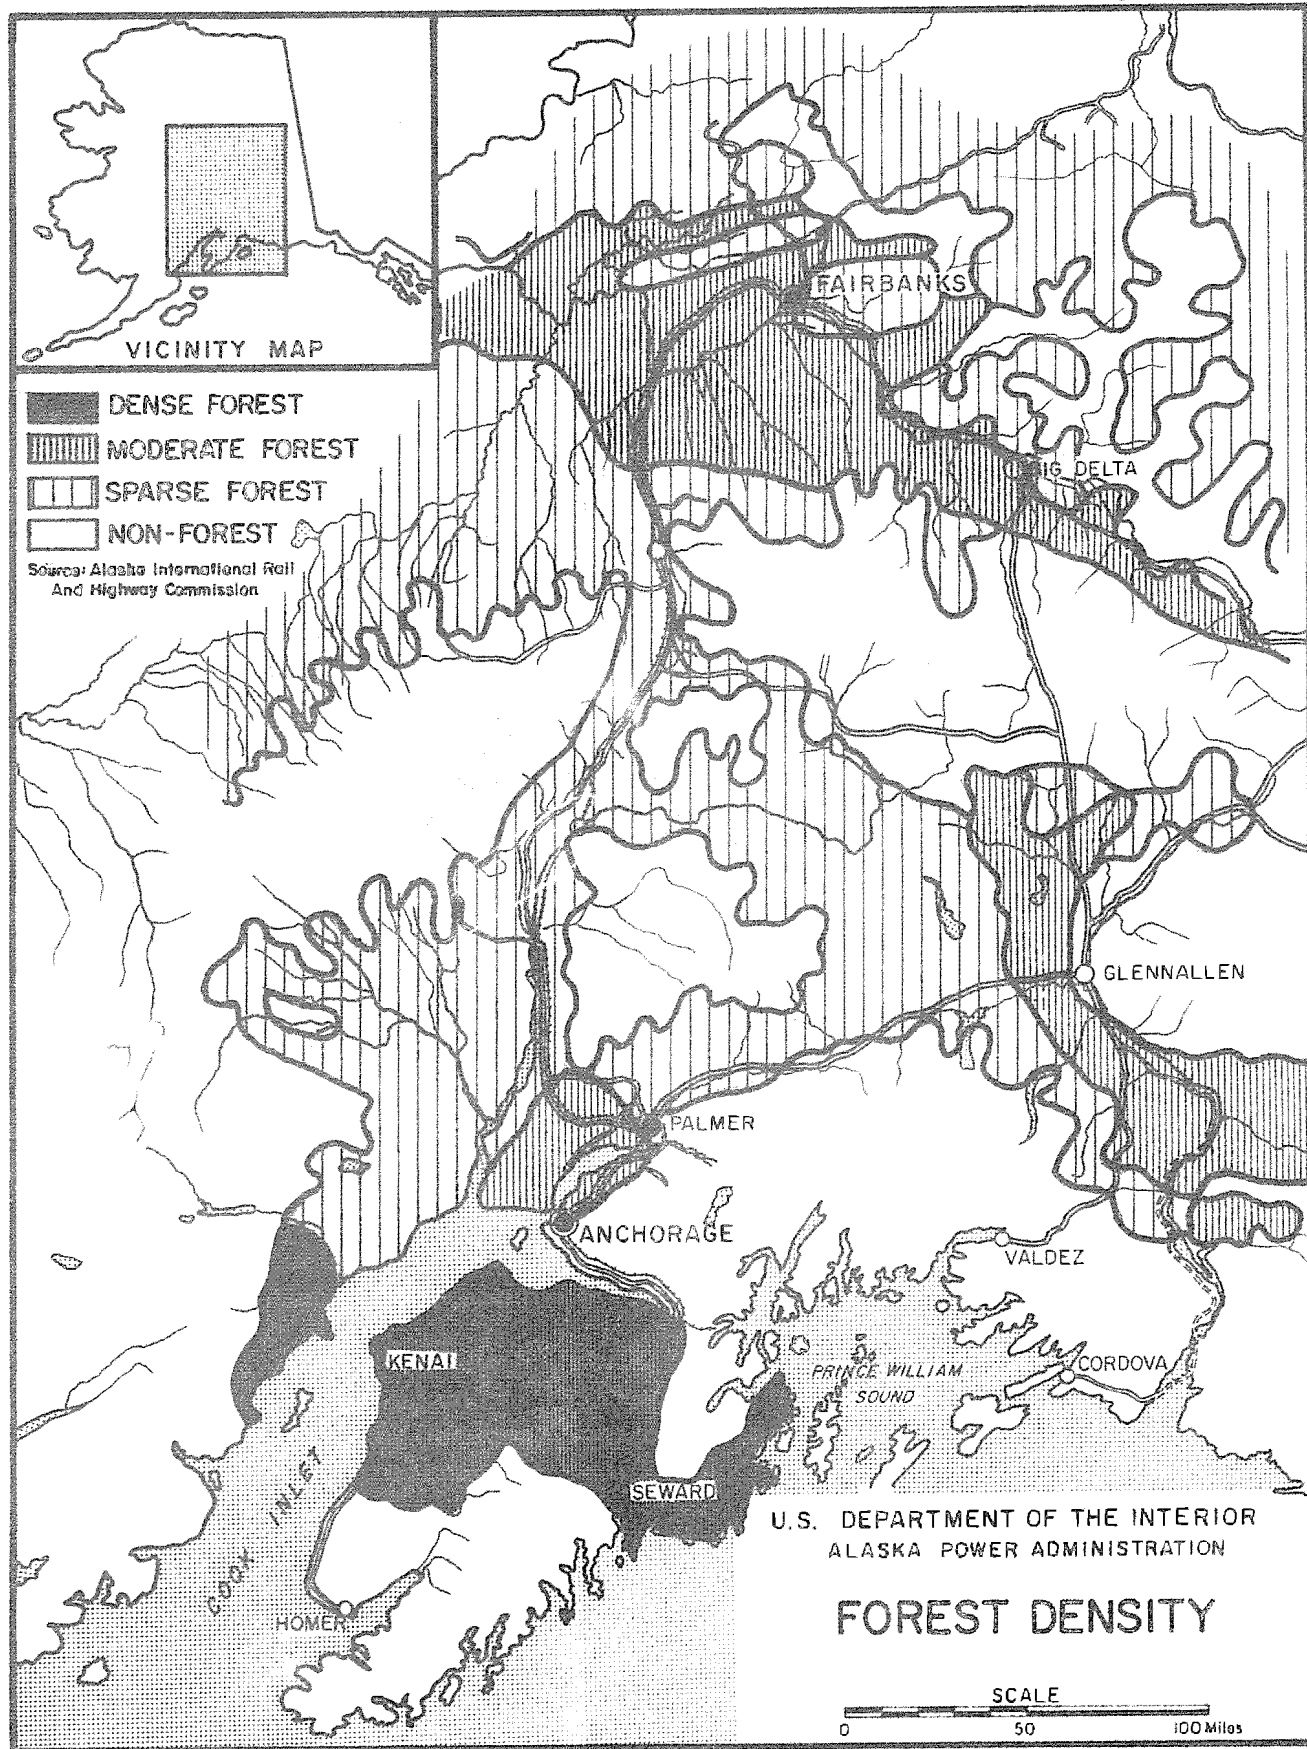 VICINITY MAP
DENSE FOREST
MODERATE FOREST
SPARSE FOREST
NON-FOREST
Source: Alaska International Rail
And Highway Commission
FAIRBANKS
IG DELTA
GLENNALLEN
PALMER
ANCHORAGE
VALDEZ
KENAI
CORDOVA
PRINCE WILLIAM
SOUND
SEWARD
COOK INLET
HOMER
U.S. DEPARTMENT OF THE INTERIOR
ALASKA POWER ADMINISTRATION
FOREST DENSITY
SCALE
0 50 100 Miles